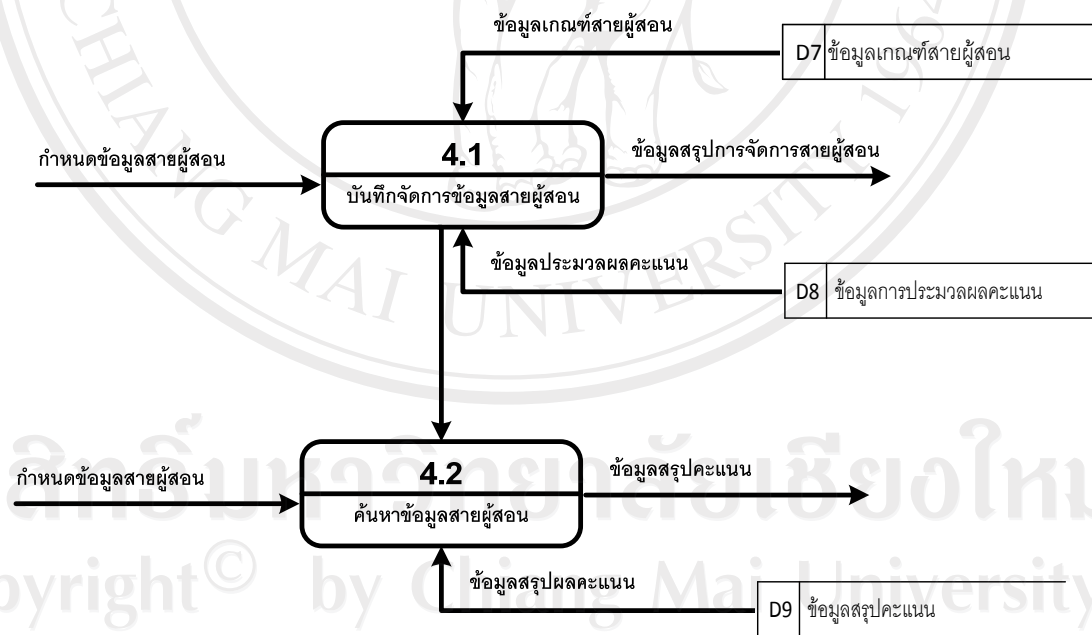 ข้อมูลเกณฑ์สายผู้สอน
D7 ข้อมูลเกณฑ์สายผู้สอน
กำหนดข้อมูลสายผู้สอน
4.1
บันทึกจัดการข้อมูลสายผู้สอน
ข้อมูลสรุปการจัดการสายผู้สอน
ข้อมูลประมวลผลคะแนน
D8 ข้อมูลการประมวลผลคะแนน
CHIANG MAI UNIVERSITY 196
กำหนดข้อมูลสายผู้สอน
4.2
ค้นหาข้อมูลสายผู้สอน
ข้อมูลสรุปคะแนน
ข้อมูลสรุปผลคะแนน
D9 ข้อมูลสรุปคะแนน
opyright© by Chiang Mai University